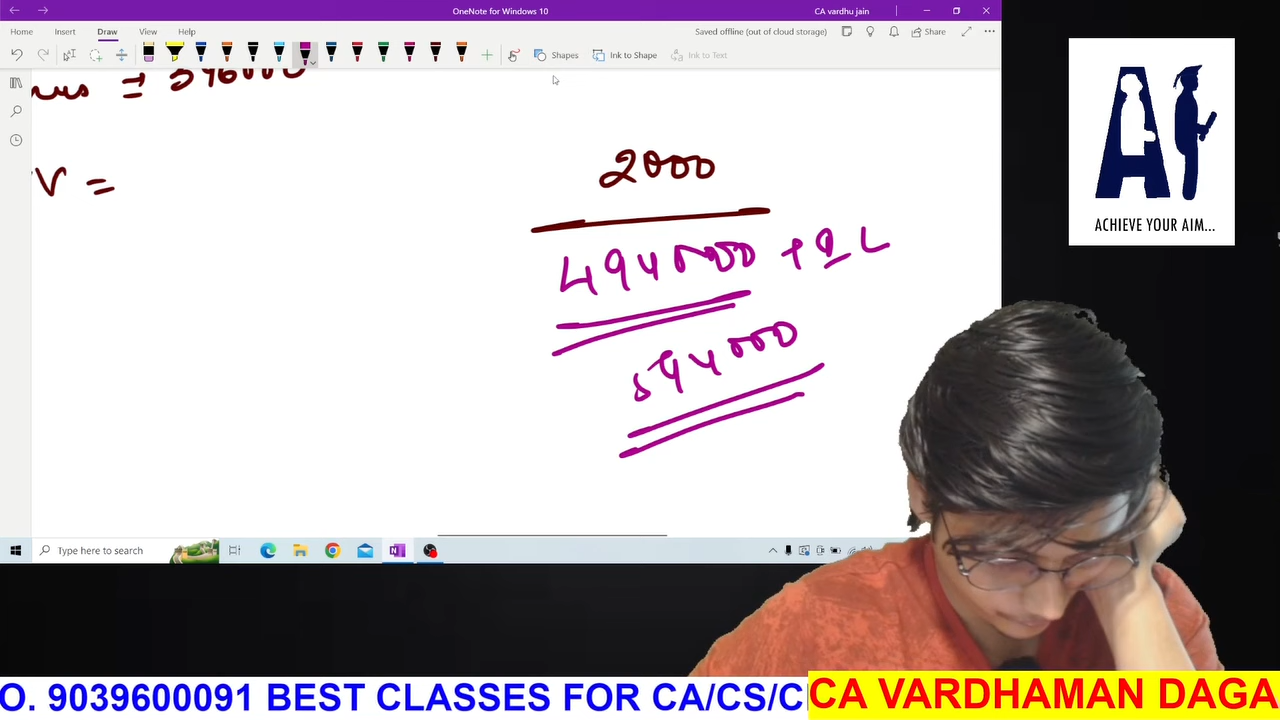 OneNote for Windows 10
CA vardhu jain
Home Insert Draw View Help
Saved offline (out of cloud storage)
Share
Shapes
Ink to Shape
Ink to Text
= 596000
V =
2000
494000 + 1 L
594000
ACHIEVE YOUR AIM...
Type here to search
O. 9039600091 BEST CLASSES FOR CA/CS/C
CA VARDHAMAN DAGA